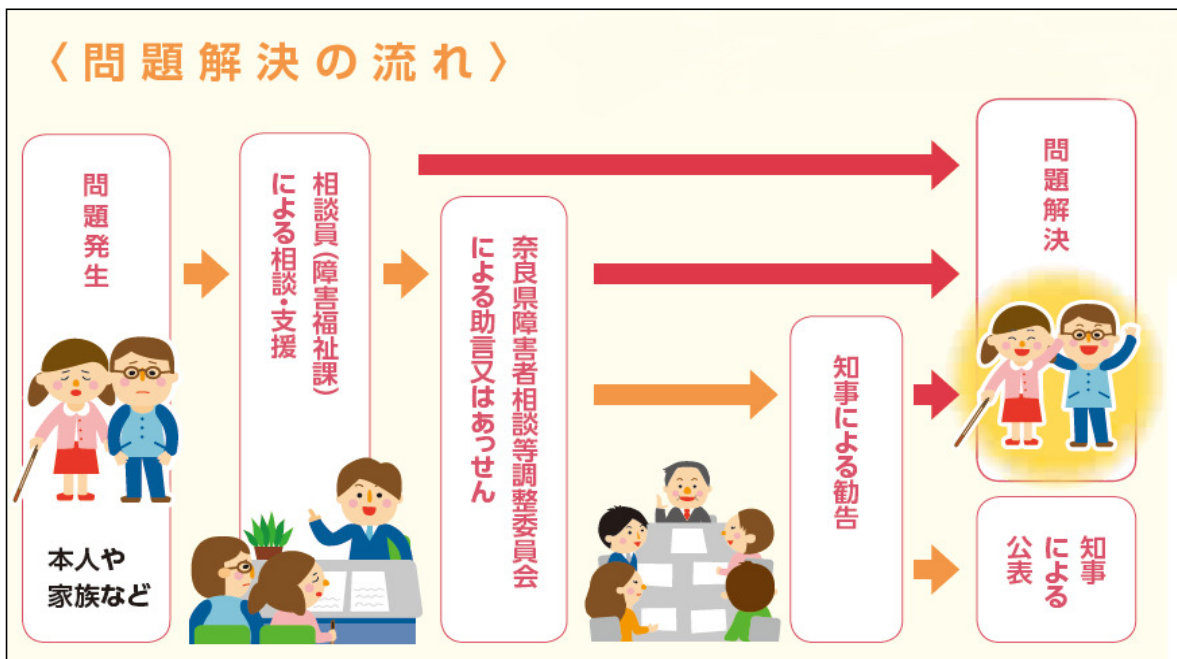 〈問題解決の流れ〉
問題発生
本人や
家族など
相談員(障害福祉課)
による相談・支援
奈良県障害者相談等調整委員会
による助言又はあっせん
知事による勧告
問題解決
知事
による
公表